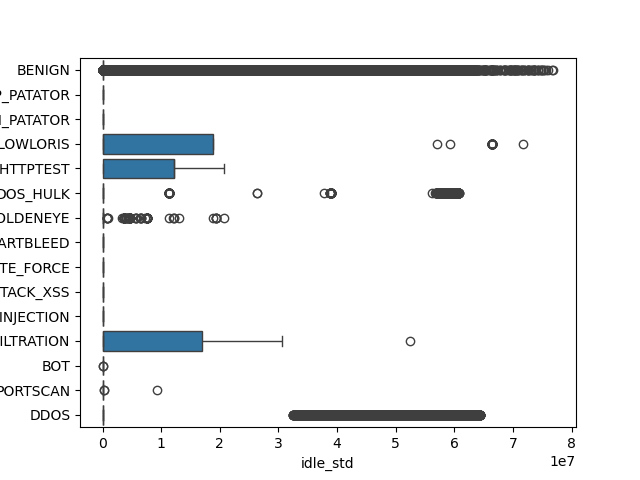 BENIGN
P_PATATOR
H_PATATOR
LOWLORIS
HTTPTEST
DOS_HULK
OLDENEYE
ARTBLEED
TE_FORCE
TACK_XSS
INJECTION
ILTRATION
BOT
PORTSCAN
DDOS
0 1 2 3 4 5 6 7 8
1e7
idle_std